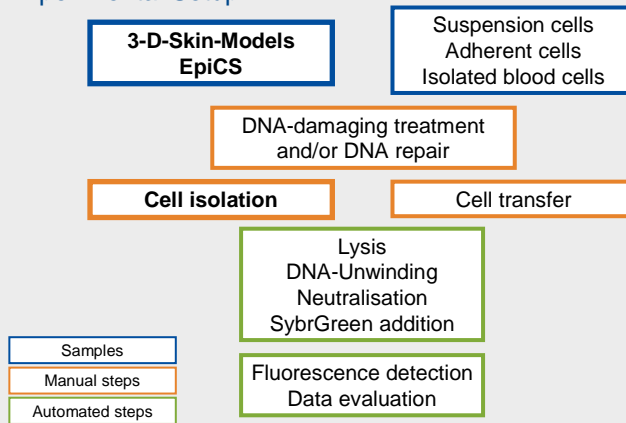 3-D-Skin-Models
EpiCS
Suspension cells
Adherent cells
Isolated blood cells
DNA-damaging treatment
and/or DNA repair
Cell isolation
Cell transfer
Lysis
DNA-Unwinding
Neutralisation
SybrGreen addition
Fluorescence detection
Data evaluation
Samples
Manual steps
Automated steps